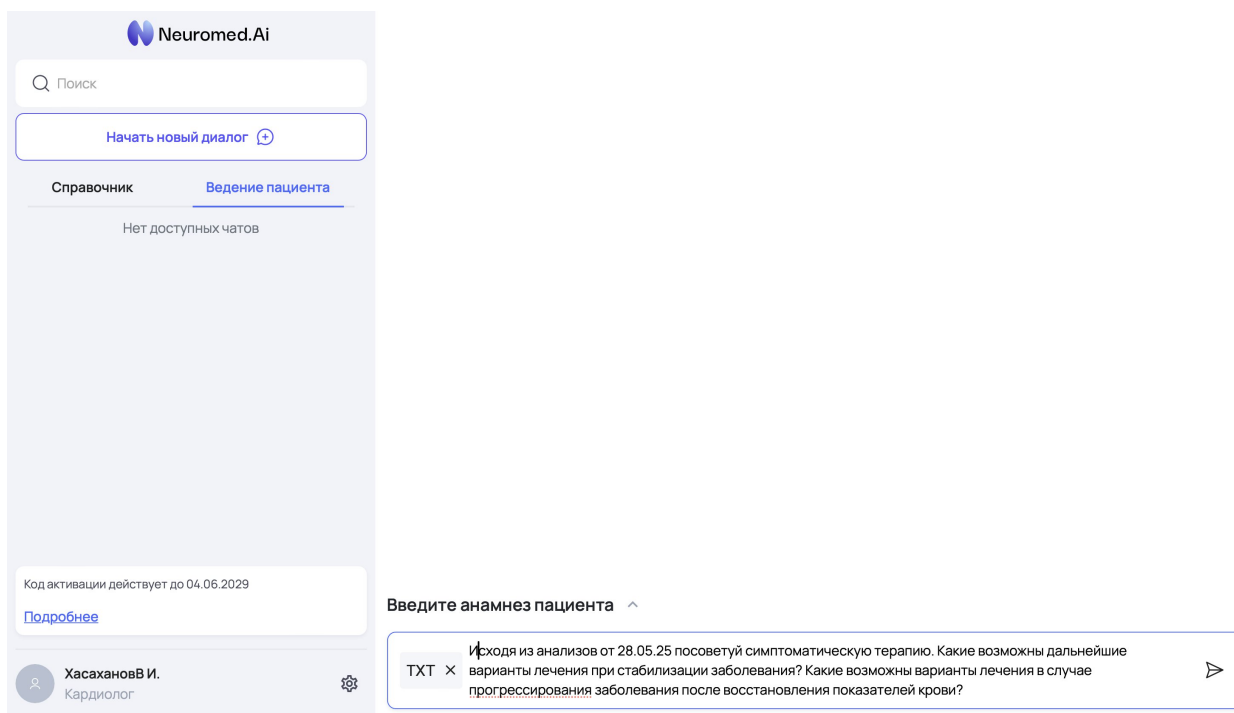 Neuromed.Ai
Поиск
Начать новый диалог
Справочник
Ведение пациента
Нет доступных чатов
Код активации действует до 04.06.2029
Подробнее
ХасахановВ И.
Кардиолог
Введите анамнез пациента
TXT
Исходя из анализов от 28.05.25 посоветуй симптоматическую терапию. Какие возможны дальнейшие
варианты лечения при стабилизации заболевания? Какие возможны варианты лечения в случае
прогрессирования заболевания после восстановления показателей крови?